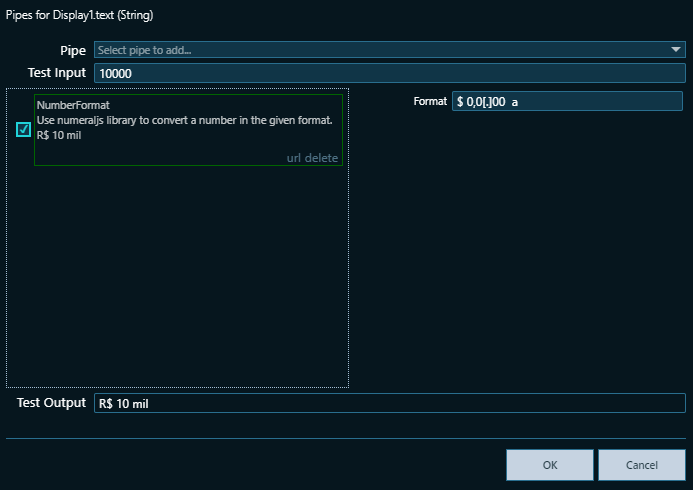 Pipes for Display1.text (String)
Pipe Select pipe to add...
Test Input 10000
NumberFormat
Use numeraljs library to convert a number in the given format.
R$ 10 mil
url delete
Format $ 0,0[.]00 a
Test Output R$ 10 mil
OK Cancel